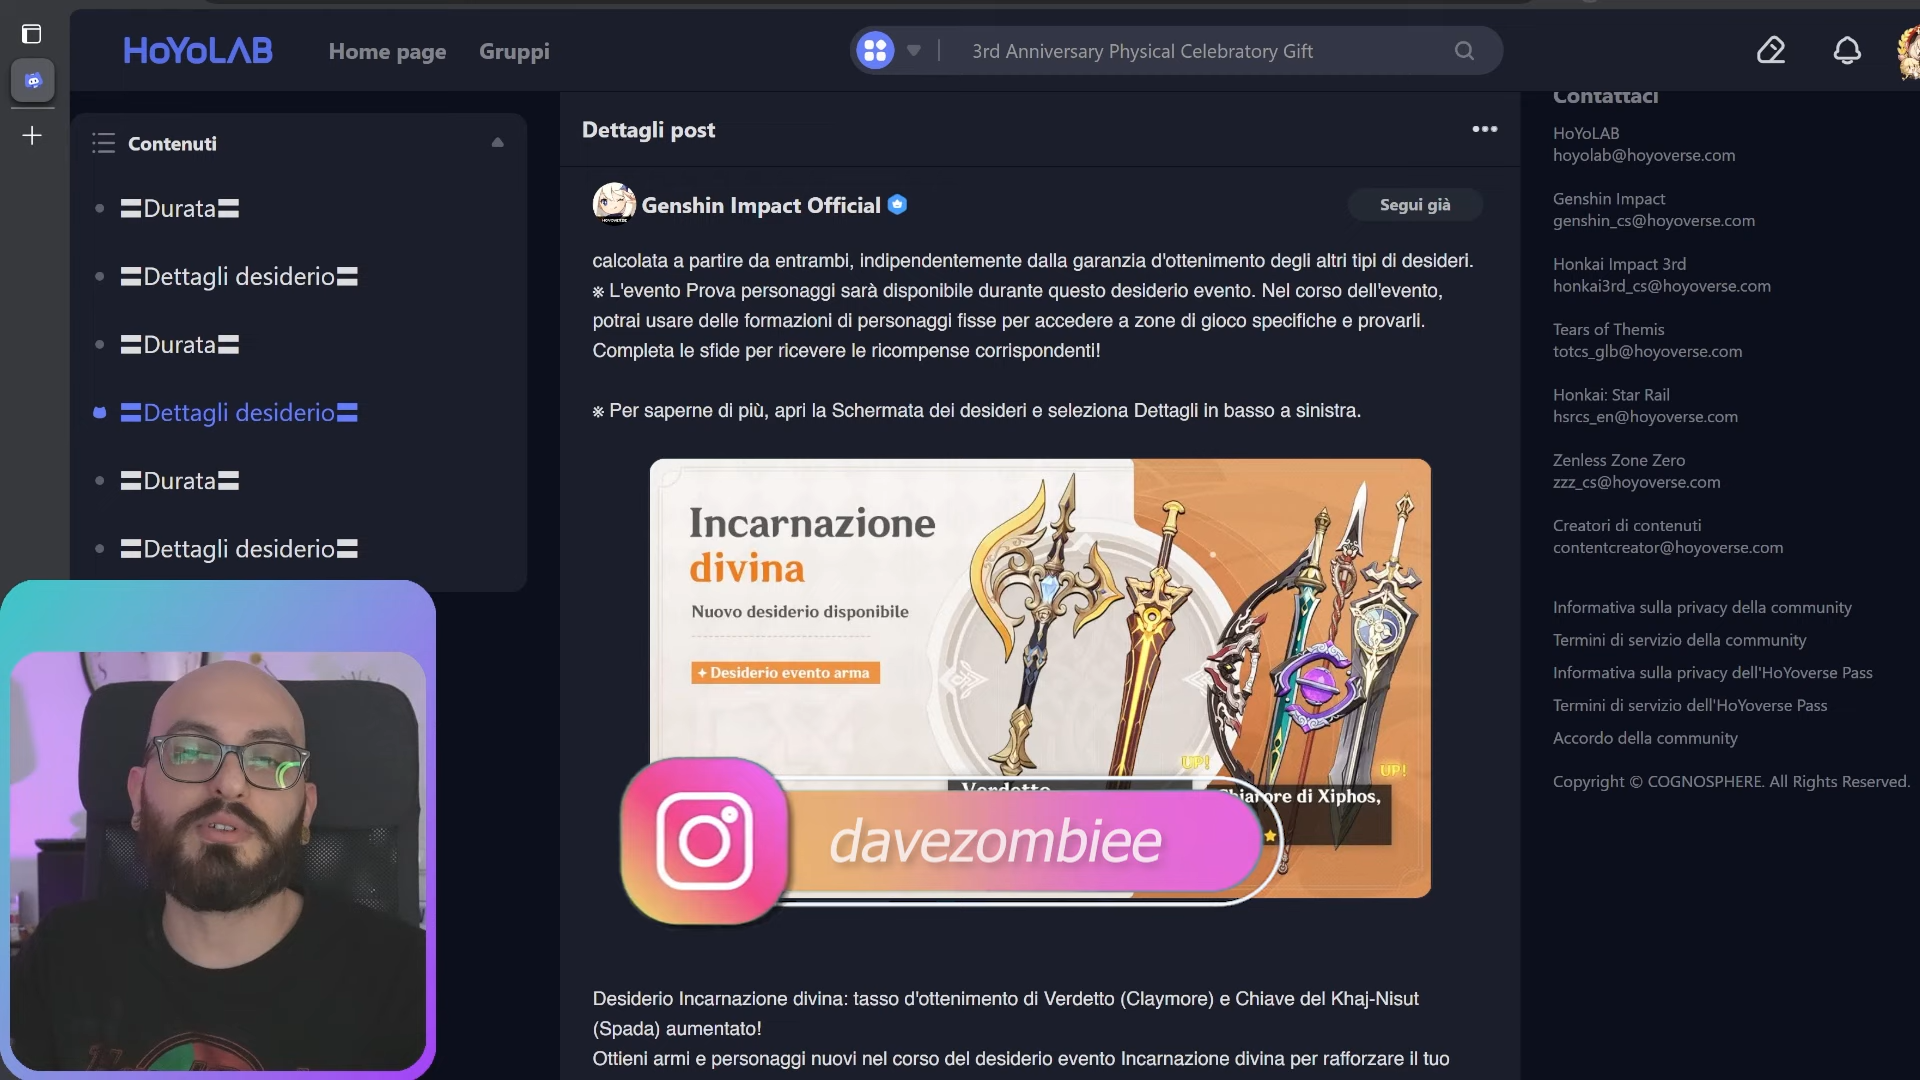 HoYoLAB
Home page
Gruppi
3rd Anniversary Physical Celebratory Gift
Contenuti
〓Durata〓
〓Dettagli desiderio〓
〓Durata〓
〓Dettagli desiderio〓
〓Durata〓
〓Dettagli desiderio〓
Dettagli post
Genshin Impact Official
Segui già
calcolata a partire da entrambi, indipendentemente dalla garanzia d'ottenimento degli altri tipi di desideri.
※ L'evento Prova personaggi sarà disponibile durante questo desiderio evento. Nel corso dell'evento,
potrai usare delle formazioni di personaggi fisse per accedere a zone di gioco specifiche e provarli.
Completa le sfide per ricevere le ricompense corrispondenti!
※ Per saperne di più, apri la Schermata dei desideri e seleziona Dettagli in basso a sinistra.
Incarnazione
divina
Nuovo desiderio disponibile
+ Desiderio evento arma
UP!
UP!
Verdetto
Chiarore di Xiphos,
davezombiee
Desiderio Incarnazione divina: tasso d'ottenimento di Verdetto (Claymore) e Chiave del Khaj-Nisut
(Spada) aumentato!
Ottieni armi e personaggi nuovi nel corso del desiderio evento Incarnazione divina per rafforzare il tuo
Contattaci
HoYoLAB
hoyolab@hoyoverse.com
Genshin Impact
genshin_cs@hoyoverse.com
Honkai Impact 3rd
honkai3rd_cs@hoyoverse.com
Tears of Themis
totcs_glb@hoyoverse.com
Honkai: Star Rail
hsrcs_en@hoyoverse.com
Zenless Zone Zero
zzz_cs@hoyoverse.com
Creatori di contenuti
contentcreator@hoyoverse.com
Informativa sulla privacy della community
Termini di servizio della community
Informativa sulla privacy dell'HoYoverse Pass
Termini di servizio dell'HoYoverse Pass
Accordo della community
Copyright © COGNOSPHERE. All Rights Reserved.